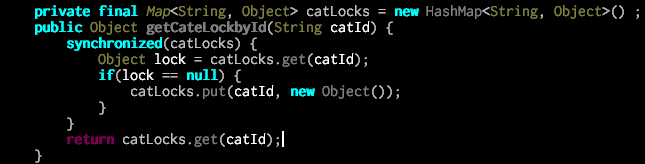 private final Map<String, Object> catLocks = new HashMap<String, Object>() ;
public Object getCateLockbyId(String catId) {
synchronized(catLocks) {
Object lock = catLocks.get(catId);
if(lock == null) {
catLocks.put(catId, new Object());
}
}
return catLocks.get(catId);
}